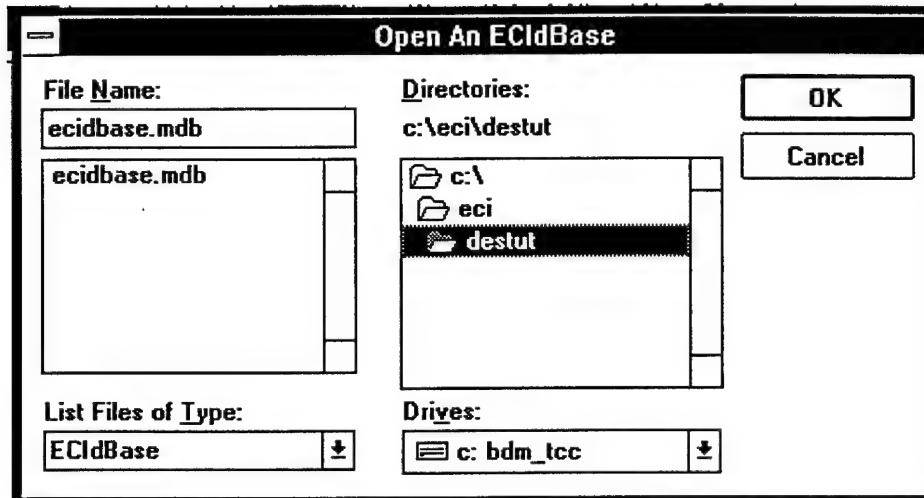 Open An ECIdBase
File Name:
ecidbase.mdb
ecidbase.mdb
Directories:
c:\eci\destut
c:\
eci
destut
OK
Cancel
List Files of Type:
ECIdBase
Drives:
c: bdm_tcc